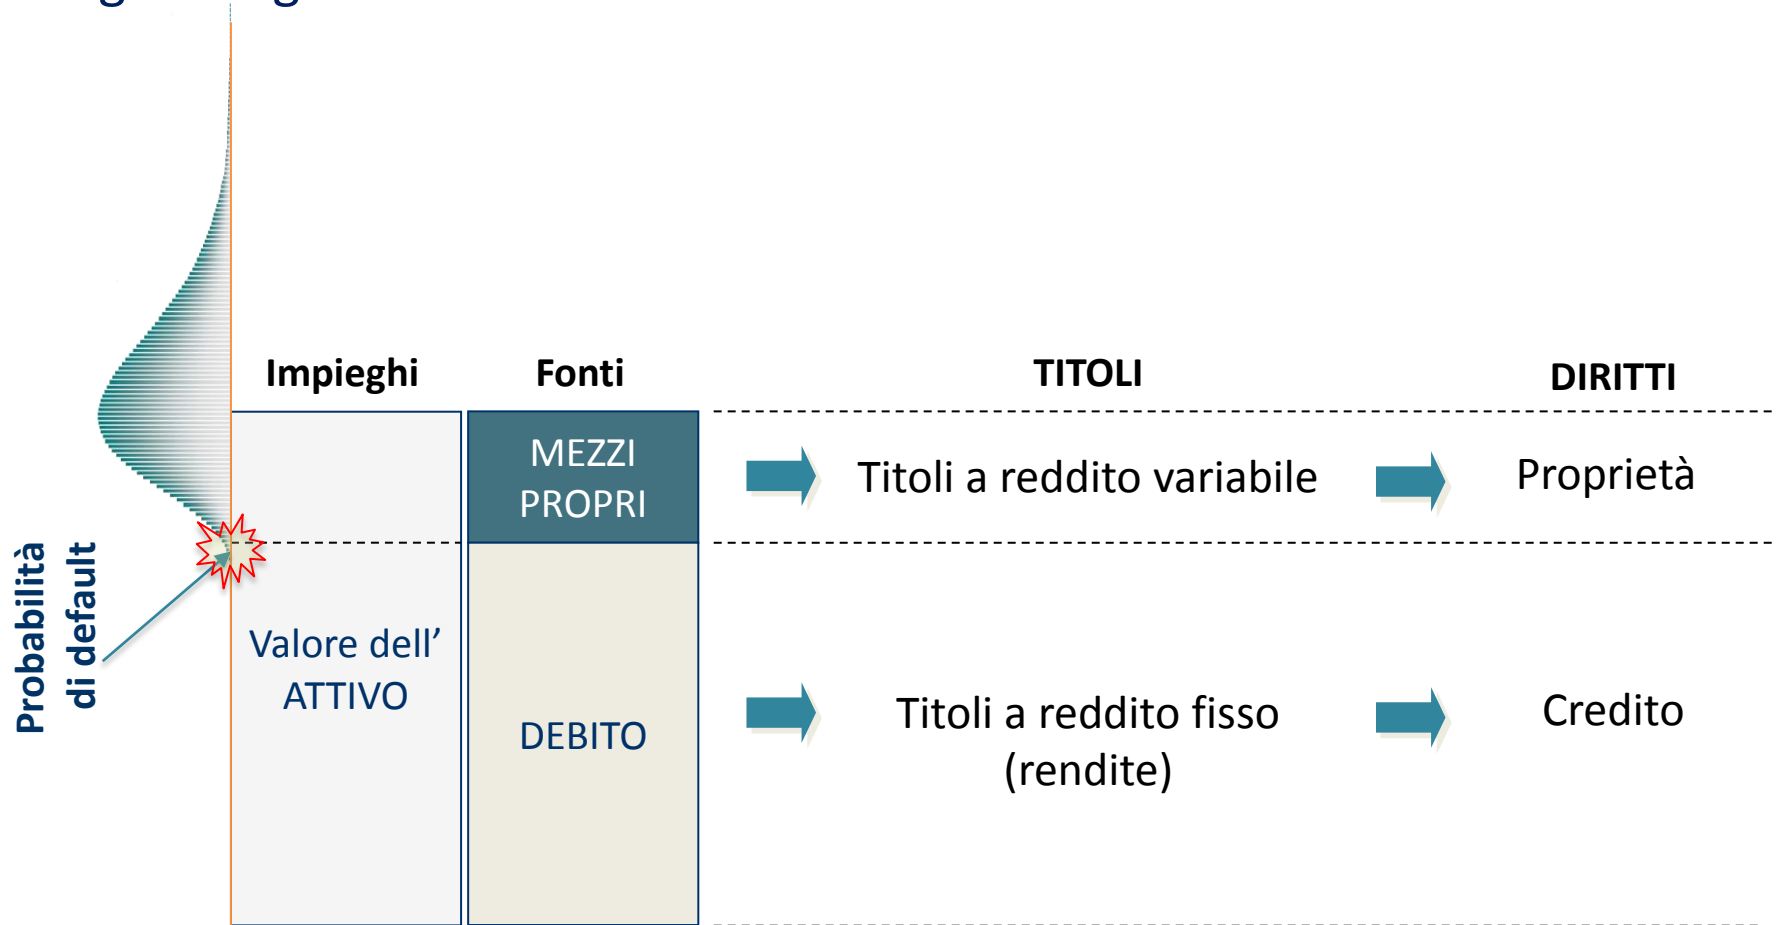 Impieghi
Fonti
TITOLI
DIRITTI
MEZZI
PROPRI
Titoli a reddito variabile
Proprietà
Probabilità
di default
Valore dell’
ATTIVO
DEBITO
Titoli a reddito fisso
(rendite)
Credito